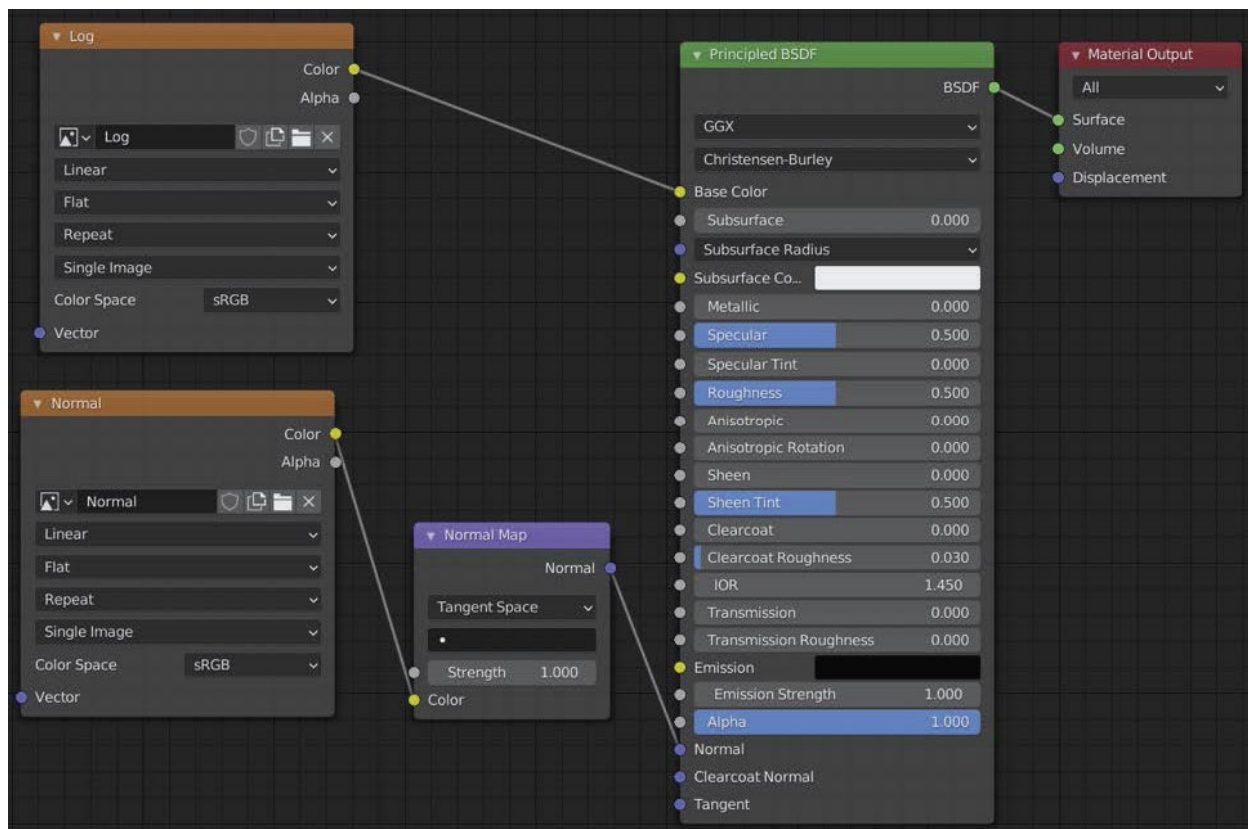 Log
Color
Alpha
Log
Linear
Flat
Repeat
Single Image
Color Space sRGB
Vector
Normal
Color
Alpha
Normal
Linear
Flat
Repeat
Single Image
Color Space sRGB
Vector
Normal Map
Normal
Tangent Space
Strength 1.000
Color
Principled BSDF
BSDF
GGX
Christensen-Burley
Base Color
Subsurface 0.000
Subsurface Radius
Subsurface Co...
Metallic 0.000
Specular 0.500
Specular Tint 0.000
Roughness 0.500
Anisotropic 0.000
Anisotropic Rotation 0.000
Sheen 0.000
Sheen Tint 0.500
Clearcoat 0.000
Clearcoat Roughness 0.030
IOR 1.450
Transmission 0.000
Transmission Roughness 0.000
Emission
Emission Strength 1.000
Alpha 1.000
Normal
Clearcoat Normal
Tangent
Material Output
All
Surface
Volume
Displacement